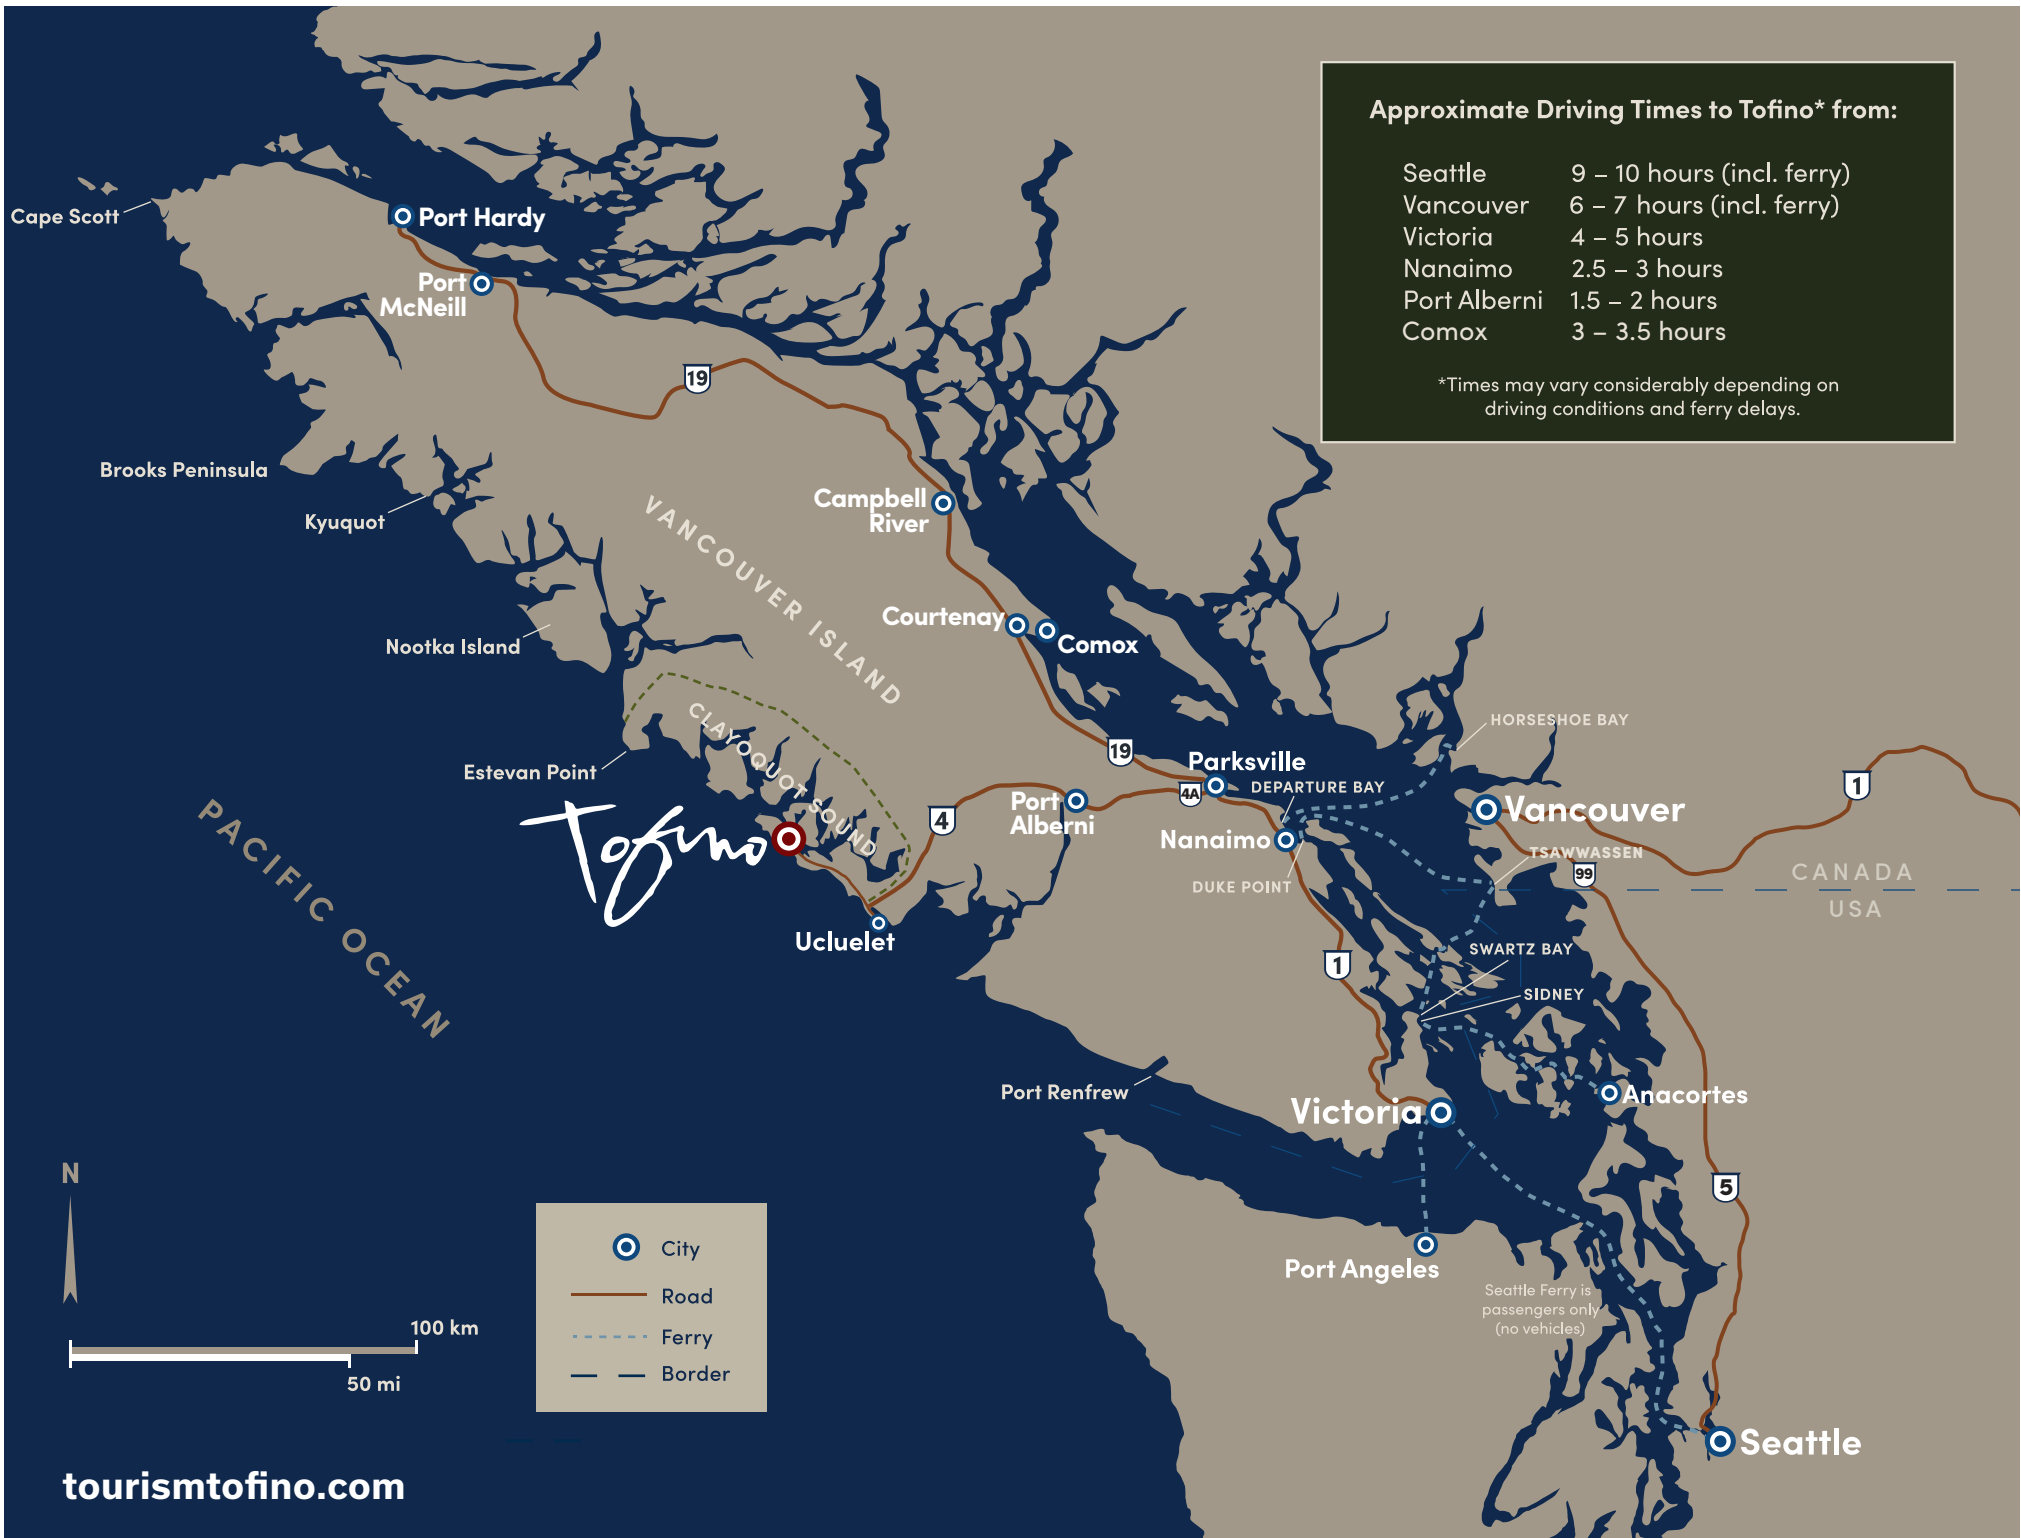 Approximate Driving Times to Tofino* from:
Seattle 9 – 10 hours (incl. ferry)
Vancouver 6 – 7 hours (incl. ferry)
Victoria 4 – 5 hours
Nanaimo 2.5 – 3 hours
Port Alberni 1.5 – 2 hours
Comox 3 – 3.5 hours
*Times may vary considerably depending on
driving conditions and ferry delays.
Cape Scott
Port Hardy
Port
McNeill
19
Brooks Peninsula
Kyuquot
Campbell
River
VANCOUVER ISLAND
Courtenay
Comox
Nootka Island
CLAYOQUOT SOUND
HORSESHOE BAY
Estevan Point
19
Parksville
DEPARTURE BAY
4A
1
Port
Alberni
4
Vancouver
Tofino
Nanaimo
TSAWWASSEN
99
CANADA
USA
DUKE POINT
PACIFIC OCEAN
Ucluelet
1
SWARTZ BAY
SIDNEY
Port Renfrew
Victoria
Anacortes
N
5
Port Angeles
Seattle Ferry is
passengers only
(no vehicles)
City
Road
Ferry
Border
100 km
50 mi
Seattle
tourismtofino.com